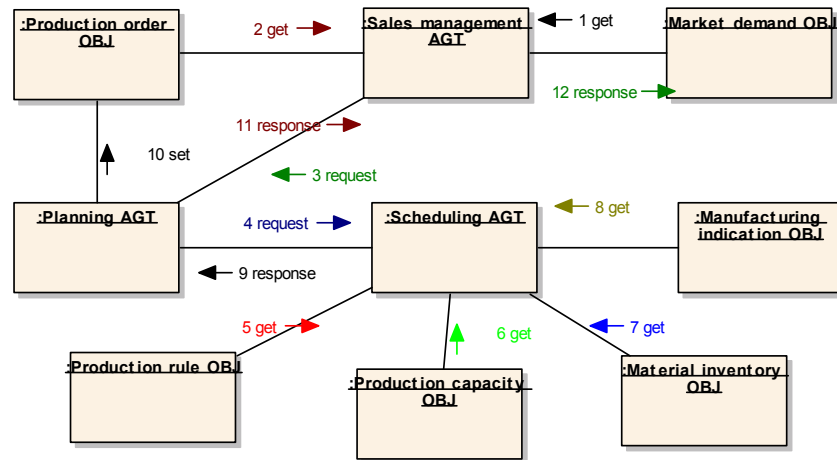 :Production order
OBJ
2 get
:Sales management
AGT
1 get
:Market demand OBJ
12 response
11 response
10 set
3 request
:Planning AGT
4 request
:Scheduling AGT
8 get
:Manufacturing
indication OBJ
9 response
5 get
6 get
7 get
:Production rule OBJ
:Production capacity
OBJ
:Material inventory
OBJ